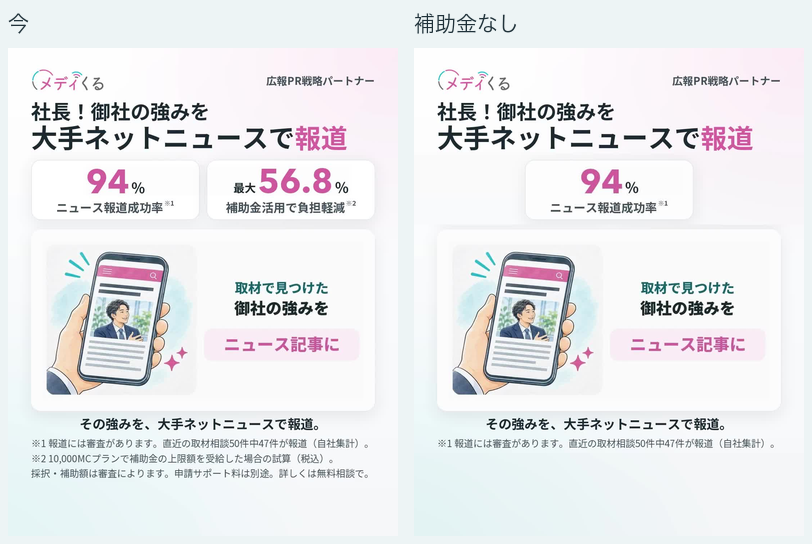 今
メディくる
広報PR戦略パートナー
社長！御社の強みを
大手ネットニュースで報道
94%
ニュース報道成功率※1
最大56.8%
補助金活用で負担軽減※2
取材で見つけた
御社の強みを
ニュース記事に
その強みを、大手ネットニュースで報道。
※1 報道には審査があります。直近の取材相談50件中47件が報道（自社集計）。
※2 10,000MCプランで補助金の上限額を受給した場合の試算（税込）。
採択・補助額は審査によります。申請サポート料は別途。詳しくは無料相談で。
補助金なし
メディくる
広報PR戦略パートナー
社長！御社の強みを
大手ネットニュースで報道
94%
ニュース報道成功率※1
取材で見つけた
御社の強みを
ニュース記事に
その強みを、大手ネットニュースで報道。
※1 報道には審査があります。直近の取材相談50件中47件が報道（自社集計）。